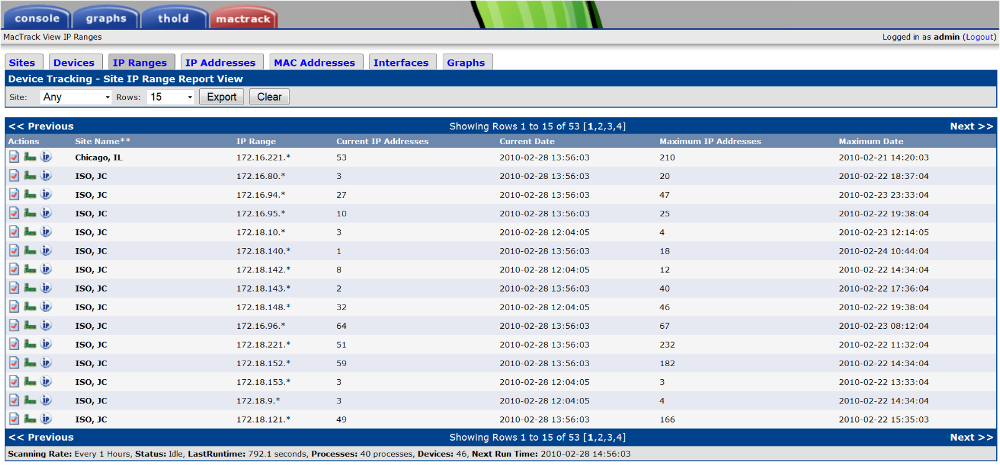 console graphs thold mactrack
MacTrack View IP Ranges Logged in as admin (Logout)
Sites Devices IP Ranges IP Addresses MAC Addresses Interfaces Graphs
Device Tracking - Site IP Range Report View
Site: Any Rows: 15 Export Clear
<< Previous Showing Rows 1 to 15 of 53 [1,2,3,4] Next >>
Actions Site Name** IP Range Current IP Addresses Current Date Maximum IP Addresses Maximum Date
iP Chicago, IL 172.16.221.* 53 2010-02-28 13:56:03 210 2010-02-21 14:20:03
iP ISO, JC 172.16.80.* 3 2010-02-28 13:56:03 20 2010-02-22 18:37:04
iP ISO, JC 172.16.94.* 27 2010-02-28 13:56:03 47 2010-02-23 23:33:04
iP ISO, JC 172.16.95.* 10 2010-02-28 13:56:03 25 2010-02-22 19:38:04
iP ISO, JC 172.18.10.* 3 2010-02-28 12:04:05 4 2010-02-23 12:14:05
iP ISO, JC 172.18.140.* 1 2010-02-28 13:56:03 18 2010-02-24 10:44:04
iP ISO, JC 172.18.142.* 8 2010-02-28 12:04:05 12 2010-02-22 14:34:04
iP ISO, JC 172.18.143.* 2 2010-02-28 13:56:03 40 2010-02-22 17:36:04
iP ISO, JC 172.18.148.* 32 2010-02-28 12:04:05 46 2010-02-22 19:38:04
iP ISO, JC 172.16.96.* 64 2010-02-28 13:56:03 67 2010-02-23 08:12:04
iP ISO, JC 172.18.221.* 51 2010-02-28 13:56:03 232 2010-02-22 11:32:04
iP ISO, JC 172.18.152.* 59 2010-02-28 13:56:03 182 2010-02-22 14:34:04
iP ISO, JC 172.18.153.* 3 2010-02-28 12:04:05 3 2010-02-22 13:33:04
iP ISO, JC 172.18.9.* 3 2010-02-28 12:04:05 4 2010-02-22 14:34:04
iP ISO, JC 172.18.121.* 49 2010-02-28 13:56:03 166 2010-02-22 15:35:03
<< Previous Showing Rows 1 to 15 of 53 [1,2,3,4] Next >>
Scanning Rate: Every 1 Hours, Status: Idle, LastRuntime: 792.1 seconds, Processes: 40 processes, Devices: 46, Next Run Time: 2010-02-28 14:56:03